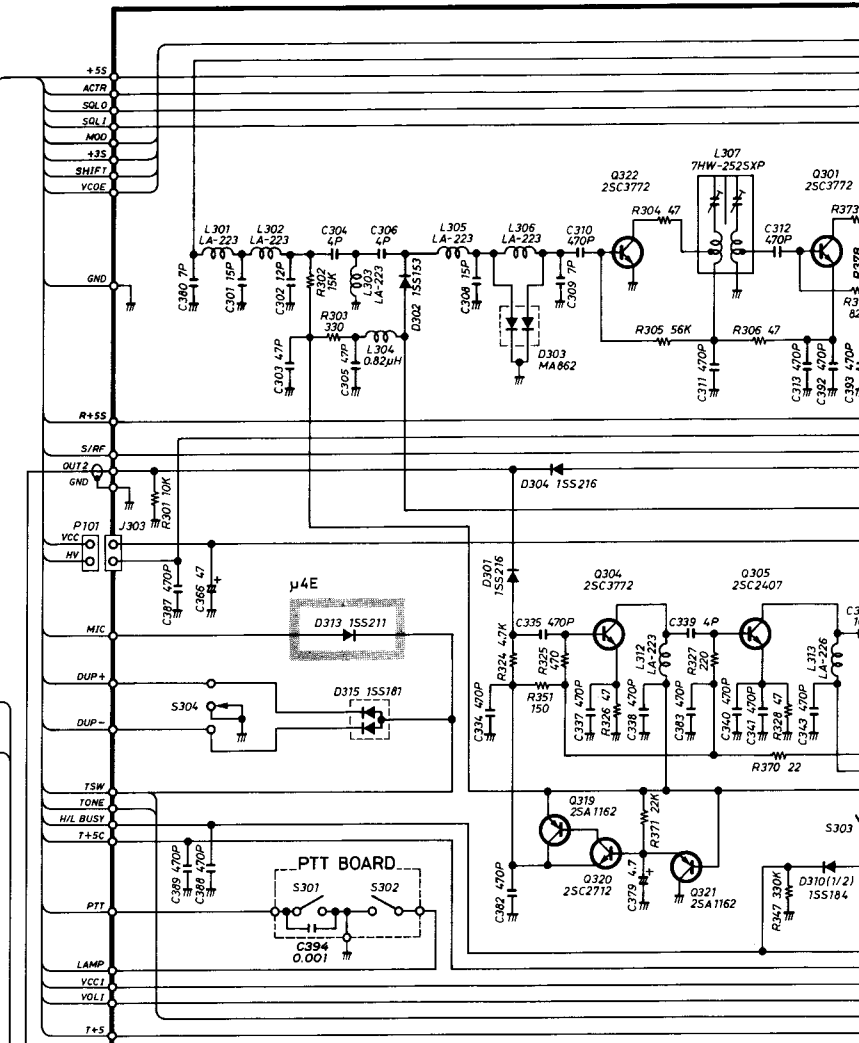 +5S
ACTR
SQLO
SQLI
MOD
+3S
SHIFT
VCOE
L307
7HW-252SXP
Q322
2SC3772
Q301
2SC3772
R304 47
R373
L301
LA-223
L302
LA-223
C304
4P
C306
4P
L305
LA-223
L306
LA-223
C310
470P
C312
470P
GND
C380 7P
C301 15P
C302 12P
R302
15K
L303
LA-223
D302 1SS153
C308 15P
C309 7P
R378
R3
82
R303
330
L304
0.82μH
C303 47P
C305 47P
D303
MA862
R305 56K
R306 47
C311 470P
C313 470P
C392 470P
C393 470P
R+5S
S/RF
OUT2
GND
R301 10K
D304 1SS216
P101
J303
VCC
HV
C387 470P
C366 47
+
D301
1SS216
Q304
2SC3772
Q305
2SC2407
μ4E
MIC
D313 1SS211
C335 470P
C339 4P
R324 4.7K
R325
470
L312
LA-223
R327
220
L313
LA-226
DUP+
S304
D315 1SS181
DUP-
R351
150
C334 470P
C337 470P
R326 47
C338 470P
C383 470P
C340 470P
C341 470P
R328 47
C343 470P
R370 22
TSW
TONE
H/L BUSY
T+5C
Q319
2SA1162
R371 22K
S303
C389 470P
C388 470P
PTT BOARD
Q320
2SC2712
C379 4.7
+
Q321
2SA1162
D310(1/2)
1SS184
R347 330K
C382 470P
PTT
S301
S302
C394
0.001
LAMP
VCC1
VOL1
T+5